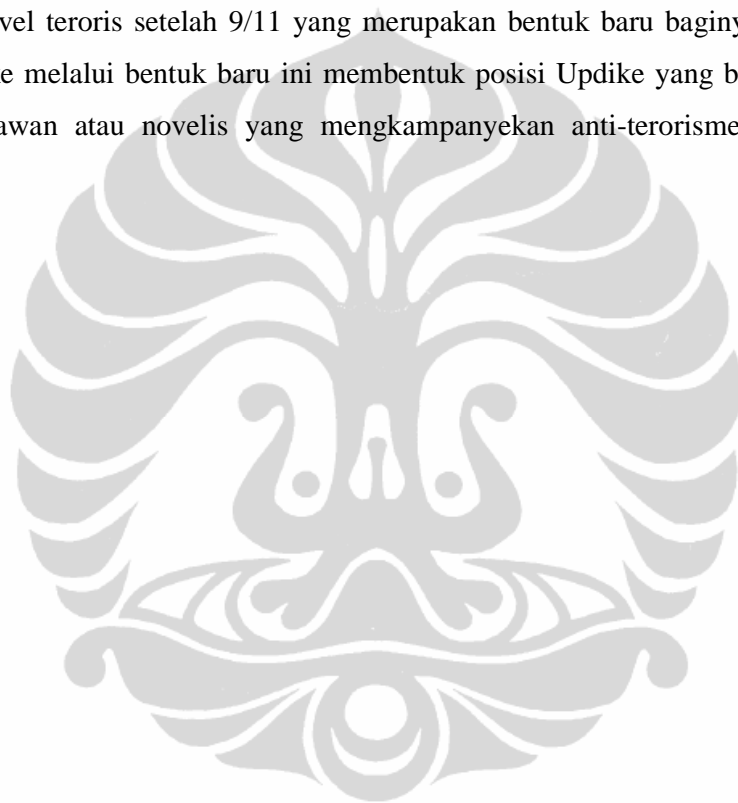 vel teroris setelah 9/11 yang merupakan bentuk baru baginy
e melalui bentuk baru ini membentuk posisi Updike yang b
awan atau novelis yang mengkampanyekan anti-terorisme